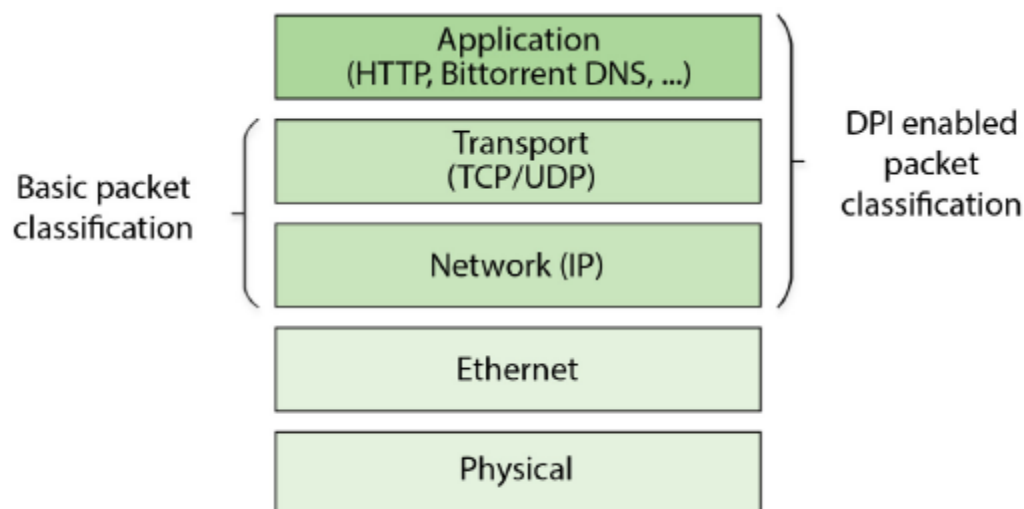 Application
(HTTP, Bittorrent DNS, ...)
Transport
(TCP/UDP)
Network (IP)
Ethernet
Physical
Basic packet
classification
DPI enabled
packet
classification